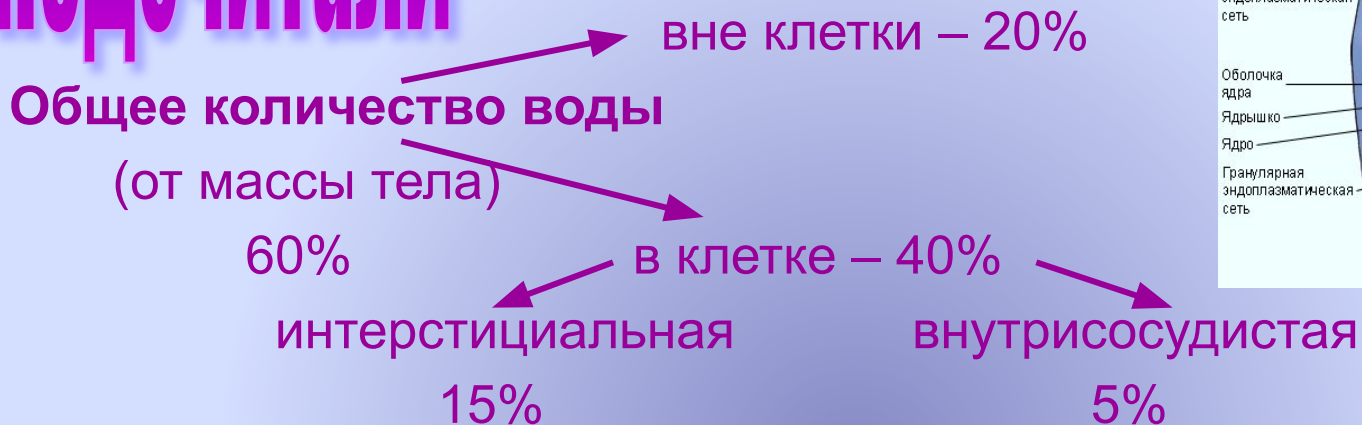 вне клетки – 20%
Общее количество воды
(от массы тела)
60%
в клетке – 40%
интерстициальная
внутрисосудистая
15%
5%
сеть
Оболочка
ядра
Ядрышко
Ядро
Гранулярная
эндоплазматическая
сеть